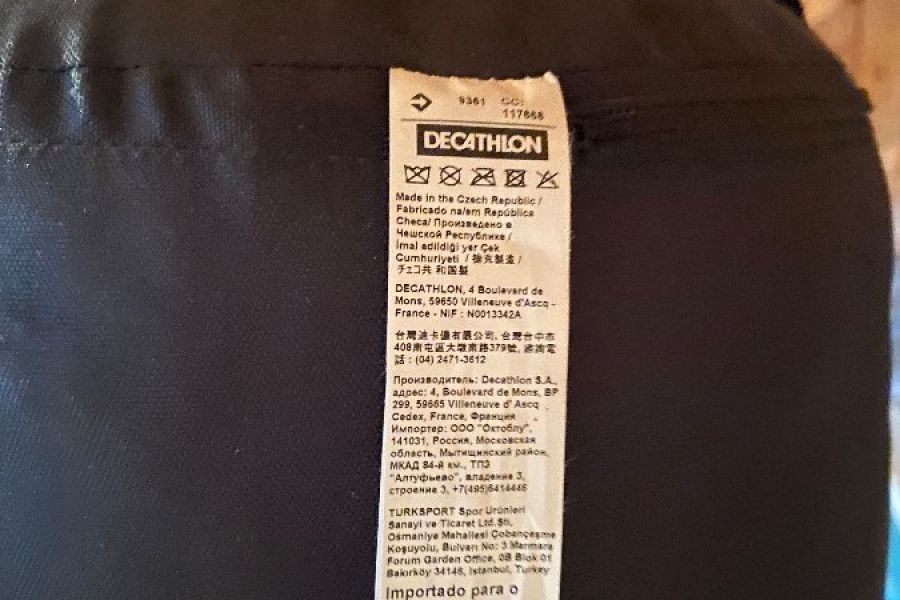 9361 CC:
117668
DECATHLON
Made in the Czech Republic /
Fabricado na/em República
Checa/ Произведено в
Чешской Республике /
İmal edildiği yer Çek
Cumhuriyeti / 捷克製造 /
チェコ共 和国製
DECATHLON, 4 Boulevard de
Mons, 59650 Villeneuve d'Ascq -
France - NIF : N0013342A
台灣迪卡儂有限公司, 台灣台中市
408南屯區大墩南路379號, 諮詢電
話 : (04) 2471-3612
Производитель: Decathlon S.A.,
адрес: 4, Boulevard de Mons, BP
299, 59665 Villeneuve d' Ascq
Cedex, France, Франция
Импортер: ООО "Октоблу",
141031, Россия, Московская
область, Мытищинский район,
МКАД 84-й км., ТПЗ
"Алтуфьево", владение 3,
строение 3, +7(495)6414446
TURKSPORT Spor Urünleri
Sanayi ve Ticaret Ltd.Şti,
Osmaniye Mahallesi Çobançeşme
Koşuyolu, Bulvarı No: 3 Marmara
Forum Garden Office, 0B Blok 01
Bakırköy 34146, Istanbul, Turkey
Importado para o